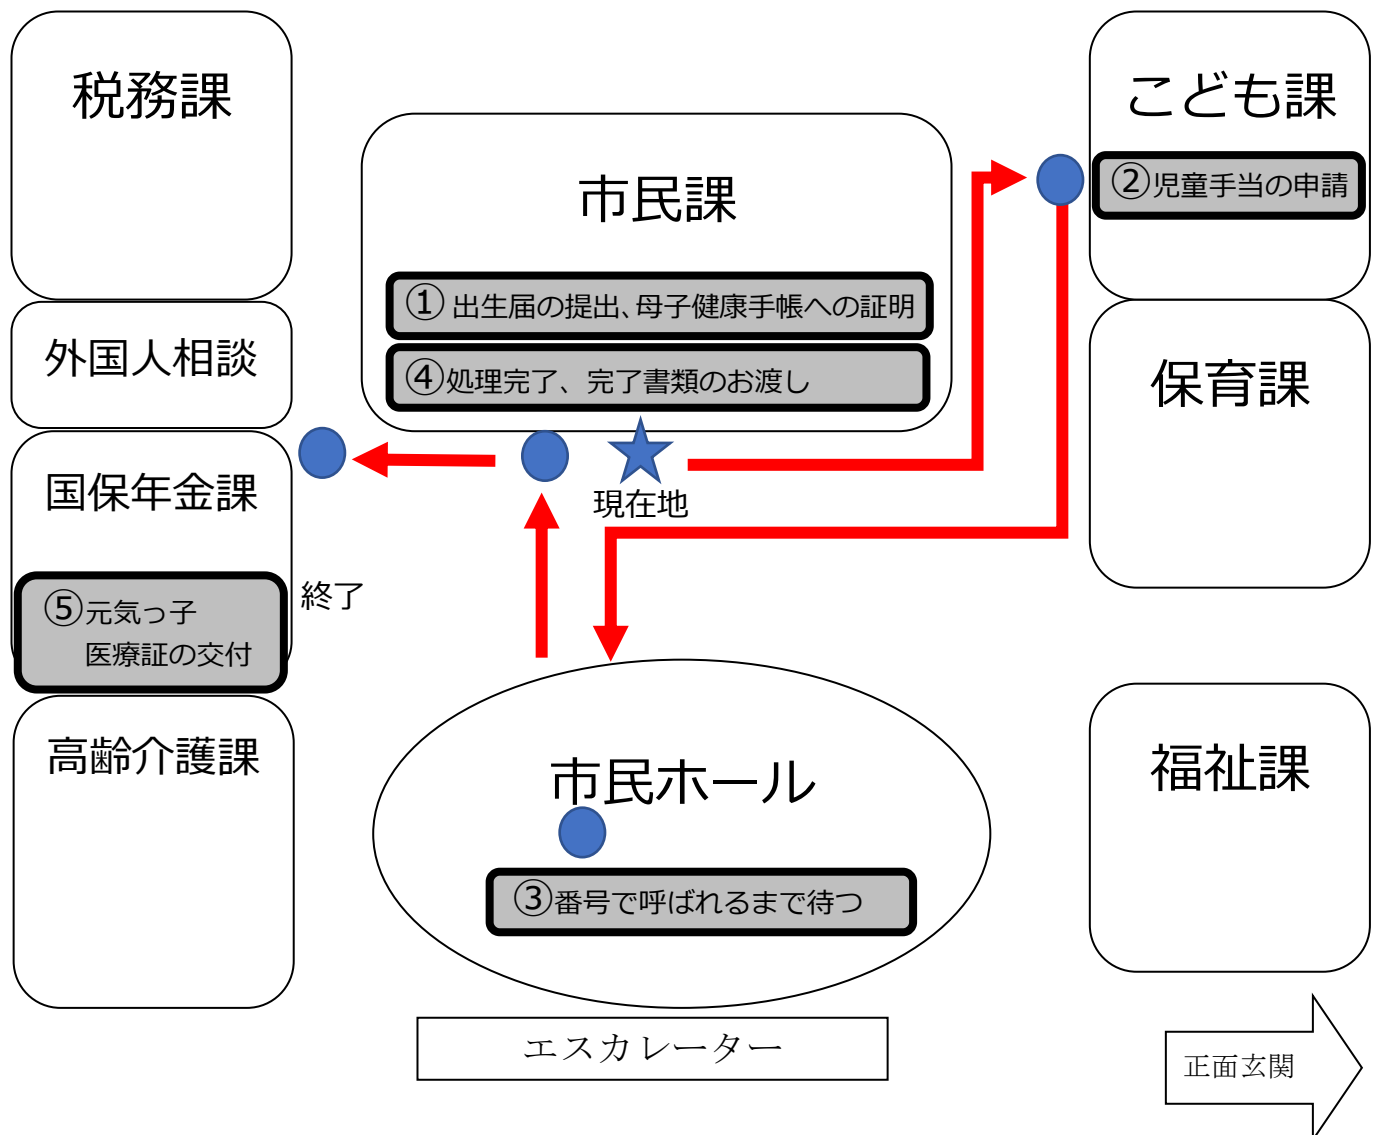 税務課
こども課
②児童手当の申請
市民課
① 出生届の提出、母子健康手帳への証明
④処理完了、完了書類のお渡し
外国人相談
保育課
国保年金課
現在地
⑤元気っ子
医療証の交付
終了
高齢介護課
市民ホール
③番号で呼ばれるまで待つ
福祉課
エスカレーター
正面玄関